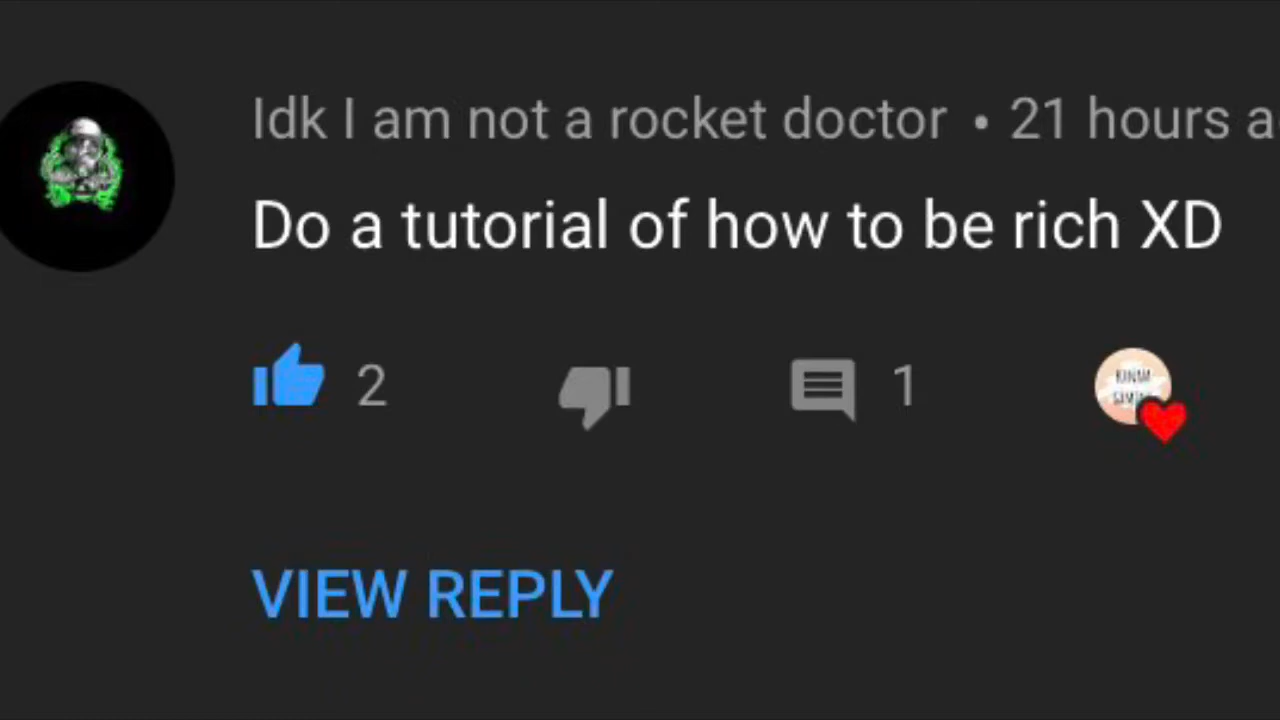 Idk I am not a rocket doctor • 21 hours a
Do a tutorial of how to be rich XD
2
1
VIEW REPLY